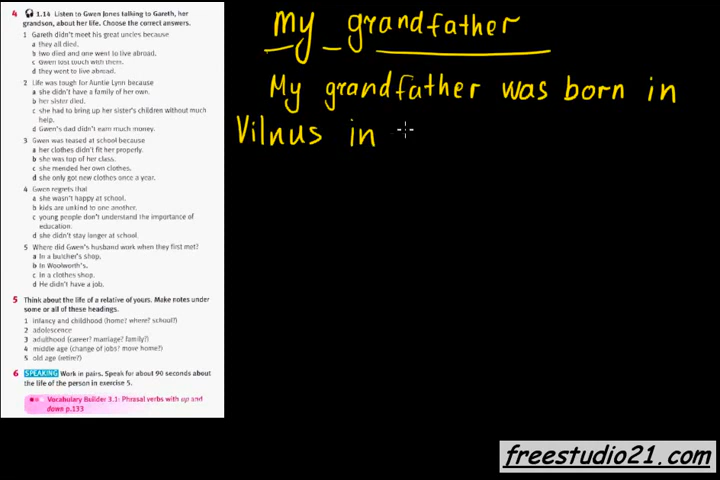 4 1.14 Listen to Gwen Jones talking to Gareth, her
grandson, about her life. Choose the correct answers.
1 Gareth didn't meet his great uncles because
a they all died.
b two died and one went to live abroad.
c Gwen lost touch with them.
d they went to live abroad.
2 Life was tough for Auntie Lynn because
a she didn't have a family of her own.
b her sister died.
c she had to bring up her sister's children without much
help.
d Gwen's dad didn't earn much money.
3 Gwen was teased at school because
a her clothes didn't fit her properly.
b she was top of her class.
c she mended her own clothes.
d she only got new clothes once a year.
4 Gwen regrets that
a she wasn't happy at school.
b kids are unkind to one another.
c young people don't understand the importance of
education.
d she didn't stay longer at school.
5 Where did Gwen's husband work when they first met?
a In a butcher's shop.
b In Woolworth's.
c In a clothes shop.
d He didn't have a job.
5 Think about the life of a relative of yours. Make notes under
some or all of these headings.
1 infancy and childhood (home? where? school?)
2 adolescence
3 adulthood (career? marriage? family?)
4 middle age (change of jobs? move home?)
5 old age (retire?)
6 SPEAKING Work in pairs. Speak for about 90 seconds about
the life of the person in exercise 5.
Vocabulary Builder 3.1: Phrasal verbs with up and
down p.133
my grandfather
My grandfather was born in
Vilnus in
freestudio21.com